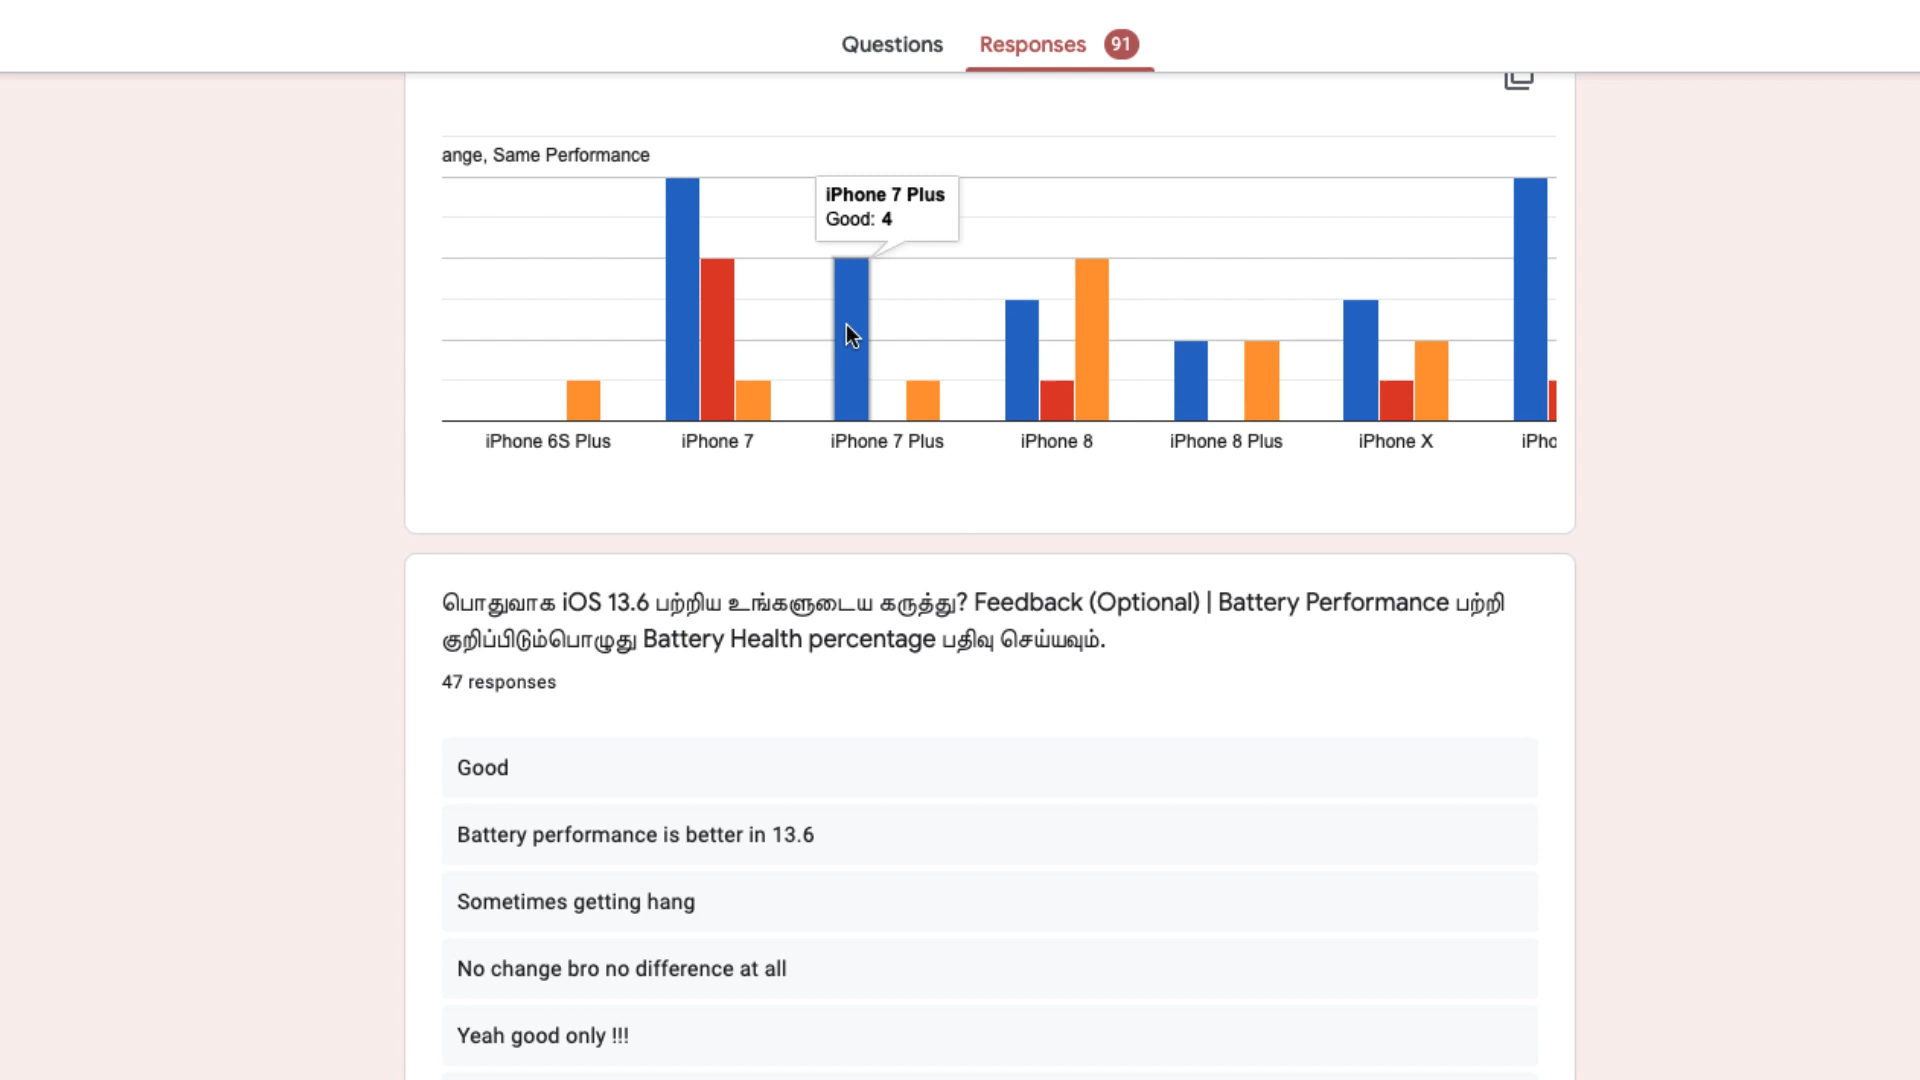 Questions
Responses 91
ange, Same Performance
iPhone 7 Plus
Good: 4
iPhone 6S Plus
iPhone 7
iPhone 7 Plus
iPhone 8
iPhone 8 Plus
iPhone X
iPho
பொதுவாக iOS 13.6 பற்றிய உங்களுடைய கருத்து? Feedback (Optional) | Battery Performance பற்றி
குறிப்பிடும்பொழுது Battery Health percentage பதிவு செய்யவும்.
47 responses
Good
Battery performance is better in 13.6
Sometimes getting hang
No change bro no difference at all
Yeah good only !!!